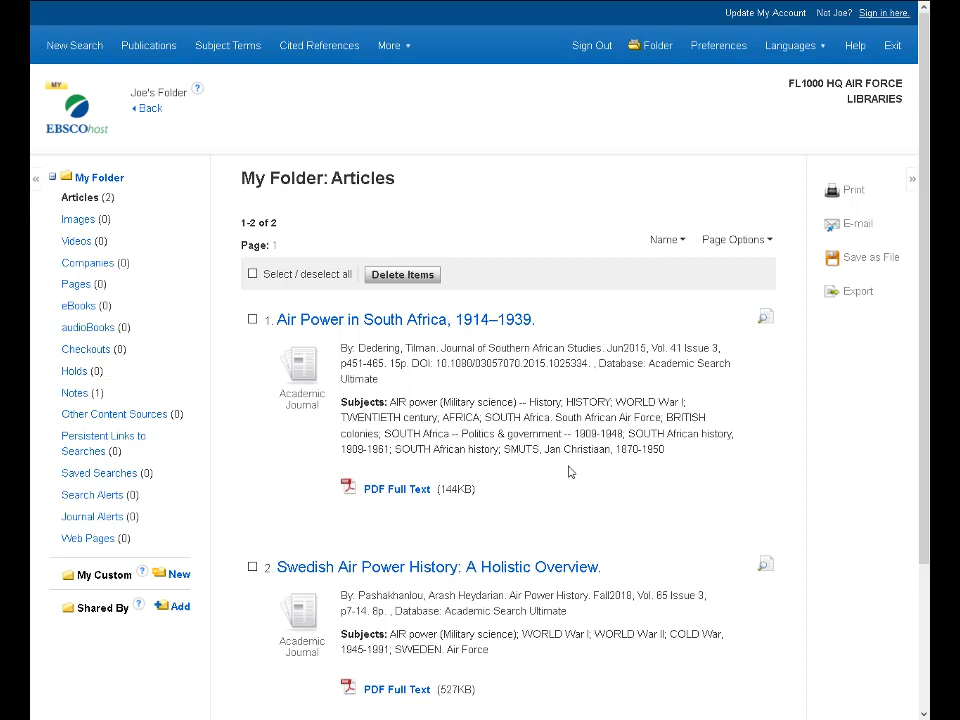 Update My Account Not Joe? Sign in here.
New Search Publications Subject Terms Cited References More Sign Out Folder Preferences Languages Help Exit
MY
EBSCOhost
Joe's Folder ?
Back
FL1000 HQ AIR FORCE
LIBRARIES
« My Folder
Articles (2)
Images (0)
Videos (0)
Companies (0)
Pages (0)
eBooks (0)
audioBooks (0)
Checkouts (0)
Holds (0)
Notes (1)
Other Content Sources (0)
Persistent Links to
Searches (0)
Saved Searches (0)
Search Alerts (0)
Journal Alerts (0)
Web Pages (0)
My Custom ? New
Shared By ? Add
My Folder: Articles
1-2 of 2
Page: 1
Name Page Options
Select / deselect all Delete Items
1. Air Power in South Africa, 1914–1939.
Academic
Journal
By: Dedering, Tilman. Journal of Southern African Studies. Jun2015, Vol. 41 Issue 3,
p451-465. 15p. DOI: 10.1080/03057070.2015.1025334. , Database: Academic Search
Ultimate
Subjects: AIR power (Military science) -- History; HISTORY; WORLD War I;
TWENTIETH century; AFRICA; SOUTH Africa. South African Air Force; BRITISH
colonies; SOUTH Africa -- Politics & government -- 1909-1948; SOUTH African history,
1909-1961; SOUTH African history; SMUTS, Jan Christiaan, 1870-1950
PDF Full Text (144KB)
2. Swedish Air Power History: A Holistic Overview.
Academic
Journal
By: Pashakhanlou, Arash Heydarian. Air Power History. Fall2018, Vol. 65 Issue 3,
p7-14. 8p. , Database: Academic Search Ultimate
Subjects: AIR power (Military science); WORLD War I; WORLD War II; COLD War,
1945-1991; SWEDEN. Air Force
PDF Full Text (527KB)
»
Print
E-mail
Save as File
Export